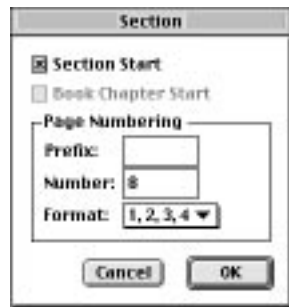 Section
Section Start
Book Chapter Start
Page Numbering
Prefix:
Number: 8
Format: 1, 2, 3, 4
Cancel OK